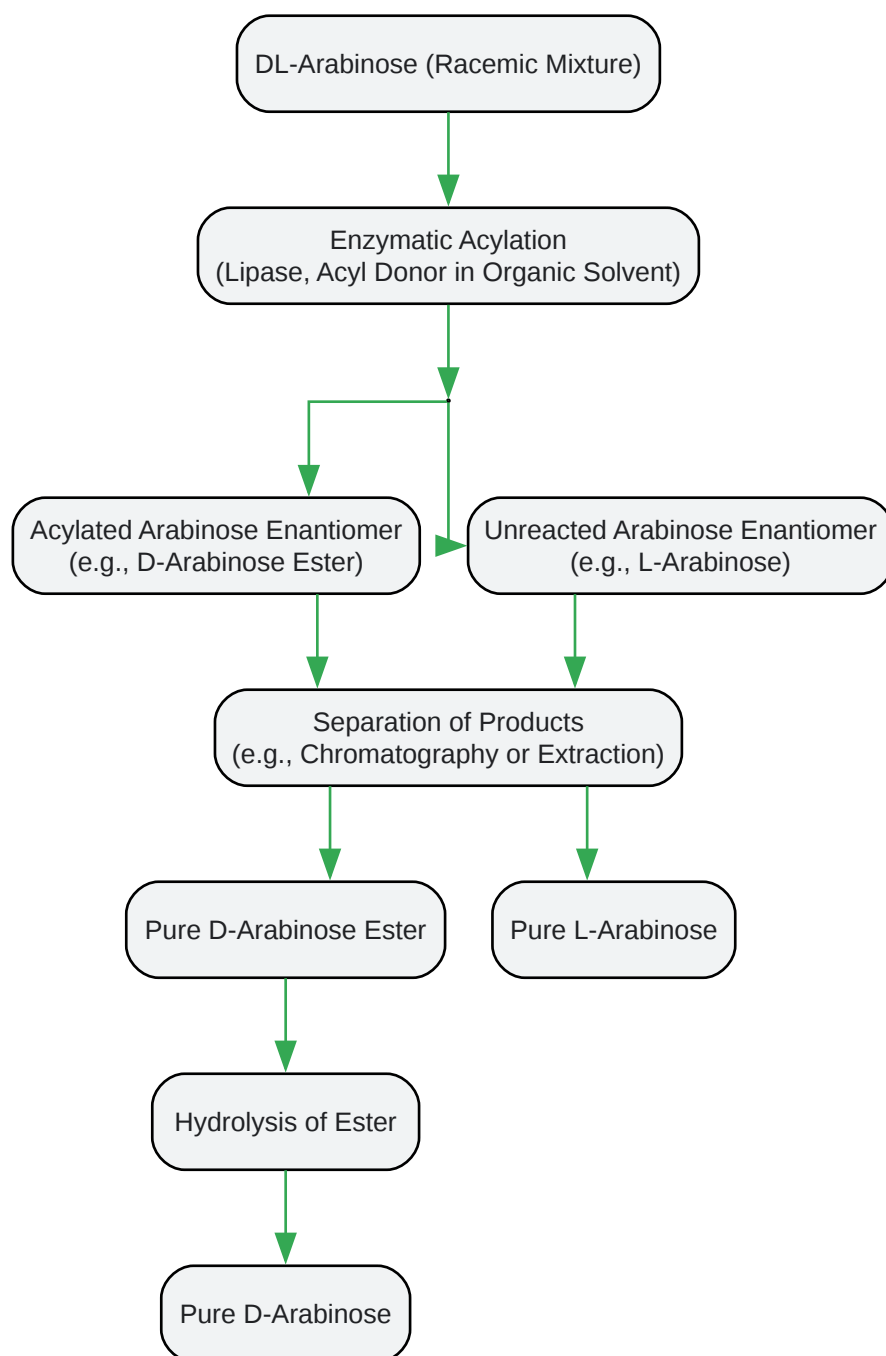 DL-Arabinose (Racemic Mixture)
Enzymatic Acylation
(Lipase, Acyl Donor in Organic Solvent)
Acylated Arabinose Enantiomer
(e.g., D-Arabinose Ester)
Unreacted Arabinose Enantiomer
(e.g., L-Arabinose)
Separation of Products
(e.g., Chromatography or Extraction)
Pure D-Arabinose Ester
Pure L-Arabinose
Hydrolysis of Ester
Pure D-Arabinose